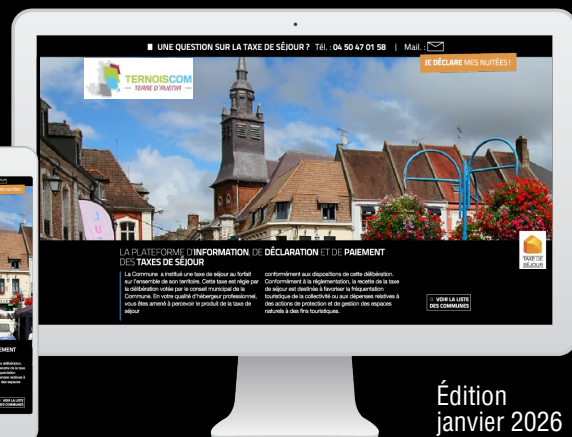 UNE QUESTION SUR LA TAXE DE SÉJOUR ? Tél. : 04 50 47 01 58 | Mail. :
JE DÉCLARE MES NUITÉES !
TERNOISCOM
TERRE D'AVENIR
LA PLATEFORME D'INFORMATION, DE DÉCLARATION ET DE PAIEMENT
DES TAXES DE SÉJOUR
La Commune a institué une taxe de séjour au forfait
sur l'ensemble de son territoire. Cette taxe est régie par
la délibération votée par le conseil municipal de la
Commune. En votre qualité d'hébergeur professionnel,
vous êtes amené à percevoir le produit de la taxe de
séjour
conformément aux dispositions de cette délibération.
Conformément à la réglementation, la recette de la taxe
de séjour est destinée à favoriser la fréquentation
touristique de la collectivité ou aux dépenses relatives à
des actions de protection et de gestion des espaces
naturels à des fins touristiques.
VOIR LA LISTE
DES COMMUNES
TAXE DE
SÉJOUR
Édition
janvier 2026